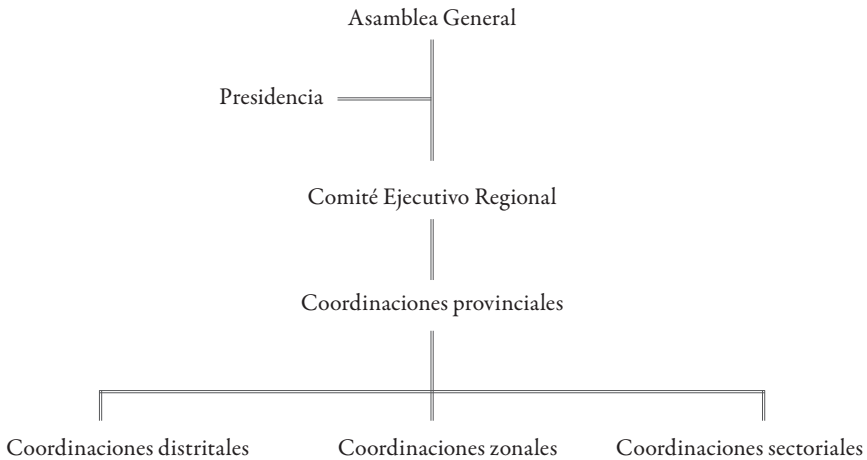 Asamblea General
Presidencia
Comité Ejecutivo Regional
Coordinaciones provinciales
Coordinaciones distritales
Coordinaciones zonales
Coordinaciones sectoriales